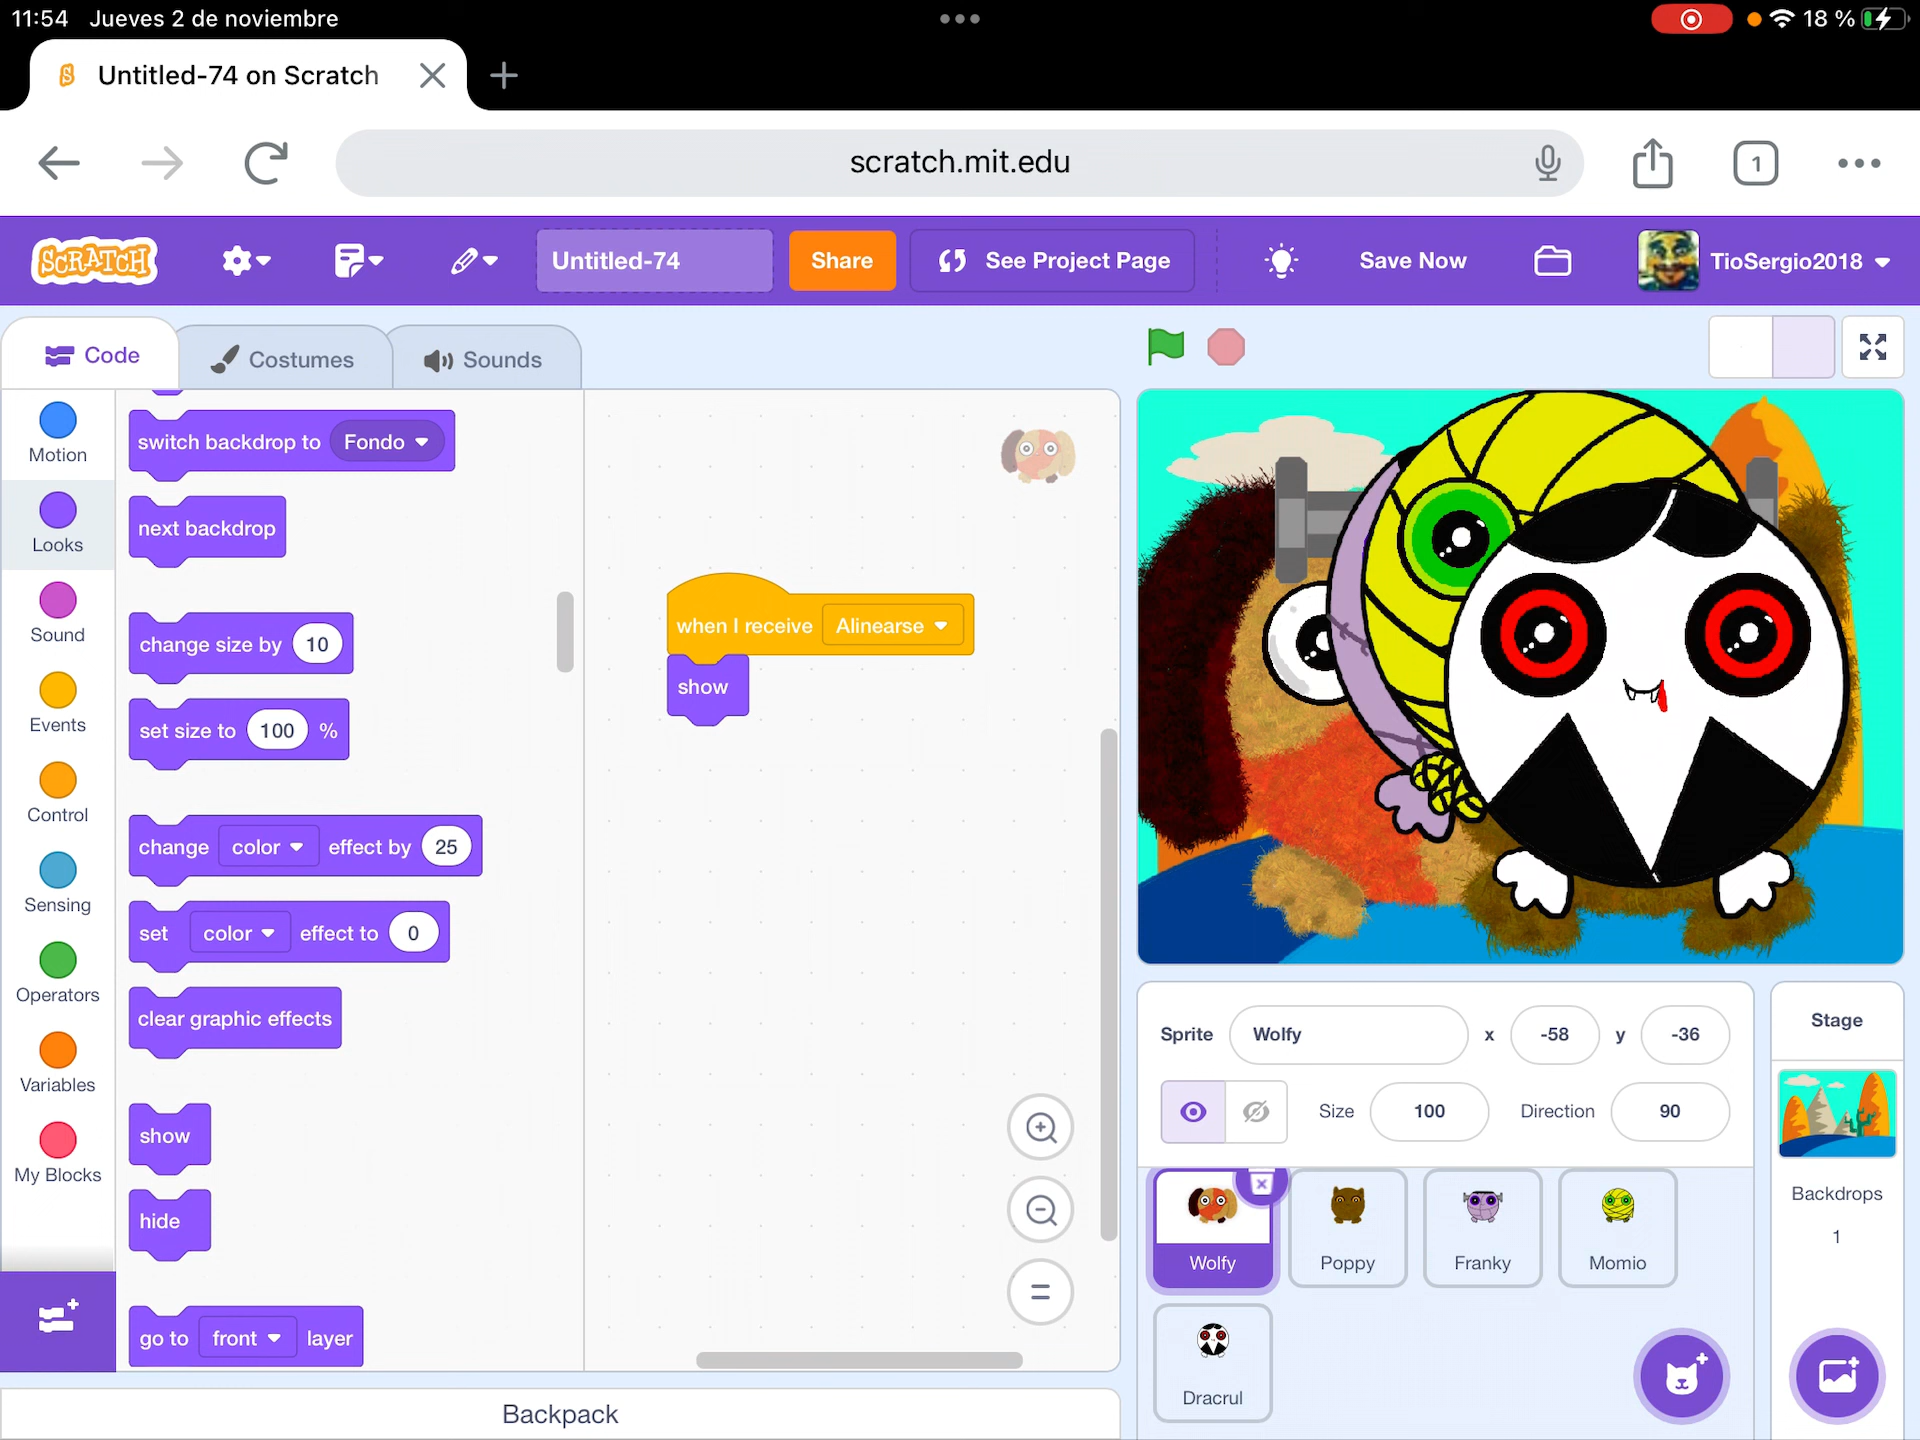 11:54 Jueves 2 de noviembre
18 %
Untitled-74 on Scratch
scratch.mit.edu
1
SCRATCH
Untitled-74
Share
See Project Page
Save Now
TioSergio2018
Code
Costumes
Sounds
Motion
Looks
Sound
Events
Control
Sensing
Operators
Variables
My Blocks
switch backdrop to Fondo
next backdrop
change size by 10
set size to 100 %
change color effect by 25
set color effect to 0
clear graphic effects
show
hide
go to front layer
when I receive Alinearse
show
Sprite Wolfy x -58 y -36
Size 100 Direction 90
Wolfy
Poppy
Franky
Momio
Dracrul
Stage
Backdrops
1
Backpack